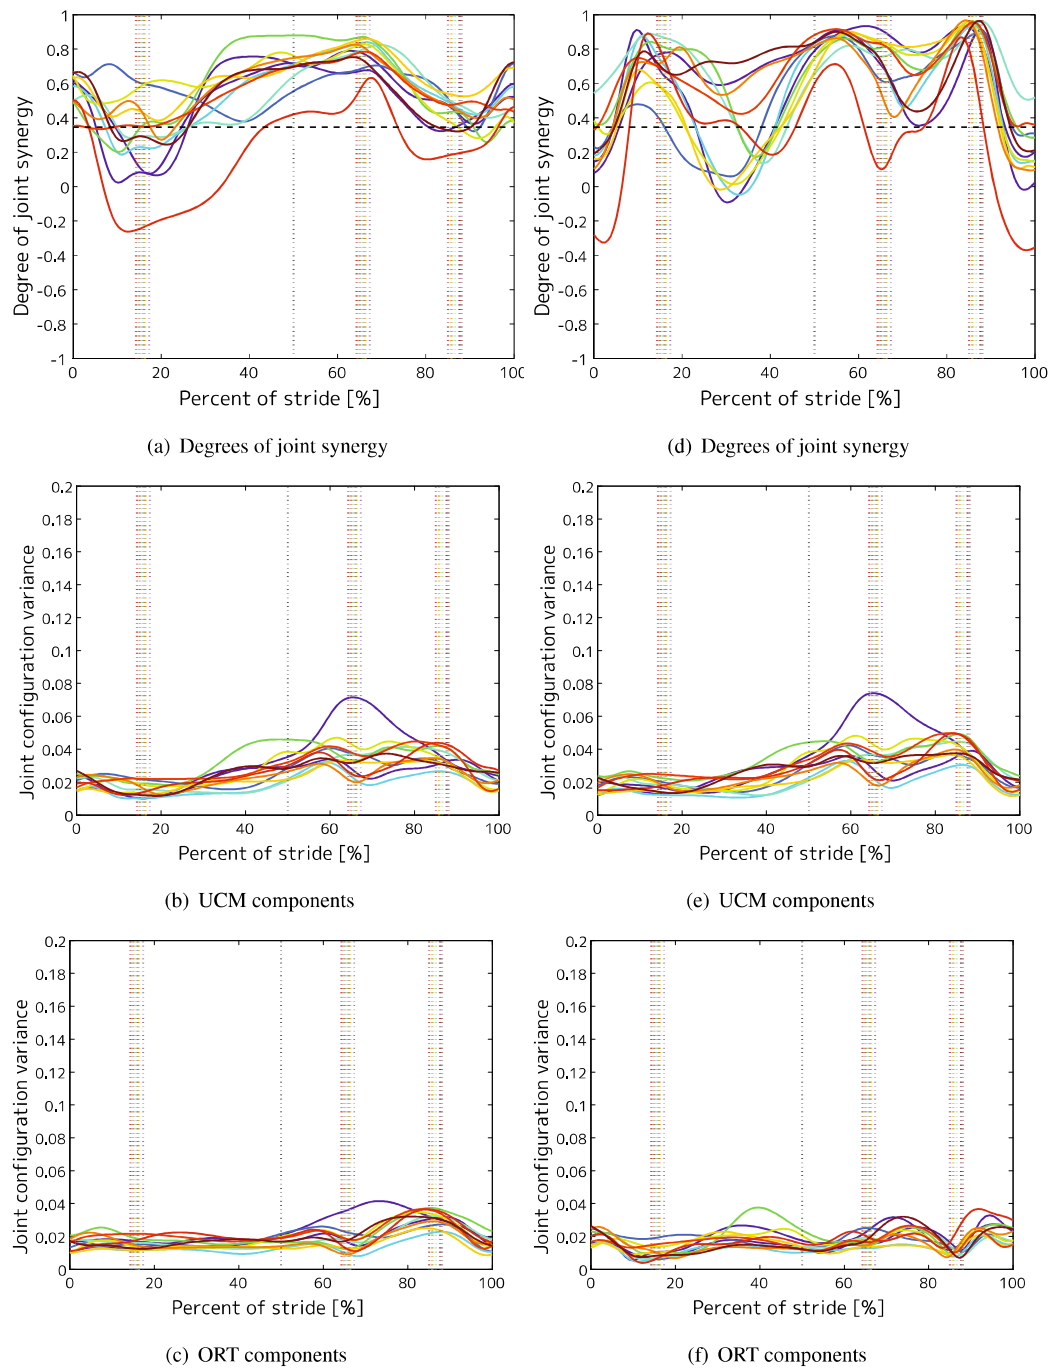 1
0.8
0.6
0.4
0.2
0
-0.2
-0.4
-0.6
-0.8
-1
Degree of joint synergy
0 20 40 60 80 100
Percent of stride [%]
(a) Degrees of joint synergy
1
0.8
0.6
0.4
0.2
0
-0.2
-0.4
-0.6
-0.8
-1
Degree of joint synergy
0 20 40 60 80 100
Percent of stride [%]
(d) Degrees of joint synergy
0.2
0.18
0.16
0.14
0.12
0.1
0.08
0.06
0.04
0.02
0
Joint configuration variance
0 20 40 60 80 100
Percent of stride [%]
(b) UCM components
0.2
0.18
0.16
0.14
0.12
0.1
0.08
0.06
0.04
0.02
0
Joint configuration variance
0 20 40 60 80 100
Percent of stride [%]
(e) UCM components
0.2
0.18
0.16
0.14
0.12
0.1
0.08
0.06
0.04
0.02
0
Joint configuration variance
0 20 40 60 80 100
Percent of stride [%]
(c) ORT components
0.2
0.18
0.16
0.14
0.12
0.1
0.08
0.06
0.04
0.02
0
Joint configuration variance
0 20 40 60 80 100
Percent of stride [%]
(f) ORT components